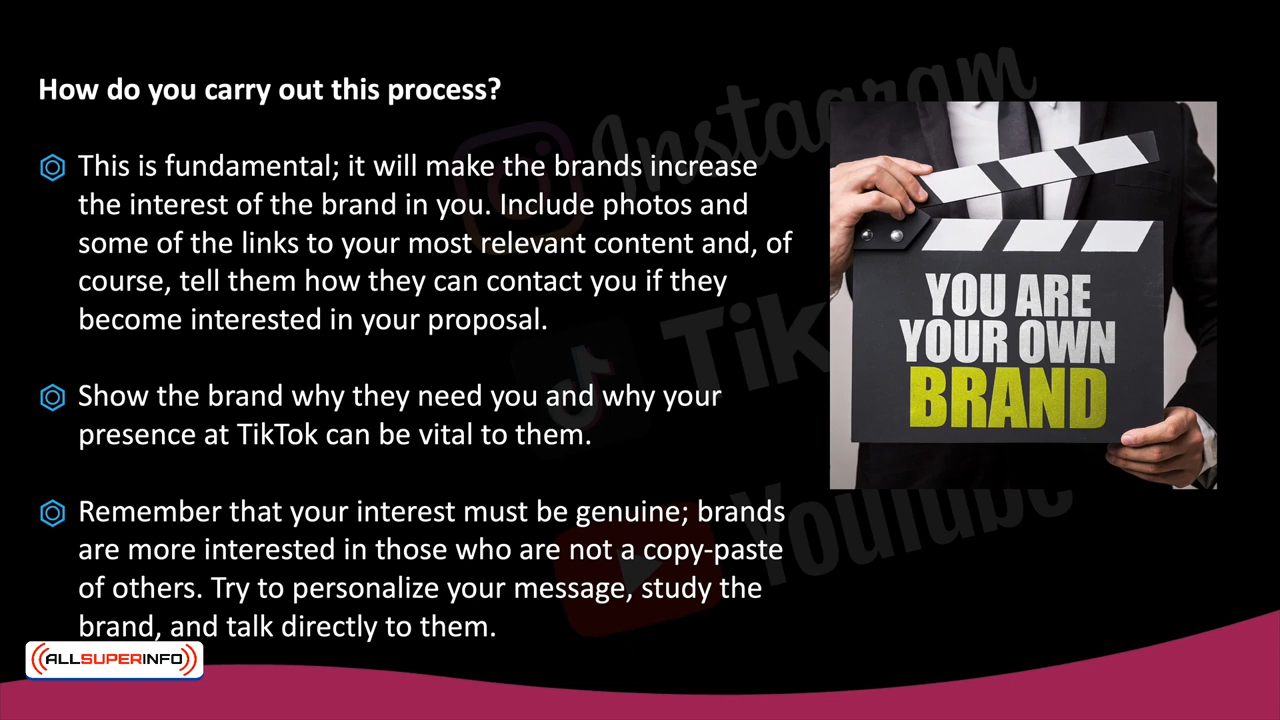 How do you carry out this process?
This is fundamental; it will make the brands increase
the interest of the brand in you. Include photos and
some of the links to your most relevant content and, of
course, tell them how they can contact you if they
become interested in your proposal.
Show the brand why they need you and why your
presence at TikTok can be vital to them.
Remember that your interest must be genuine; brands
are more interested in those who are not a copy-paste
of others. Try to personalize your message, study the
brand, and talk directly to them.
YOU ARE
YOUR OWN
BRAND
Instagram
Tik
Youtube
ALLSUPERINFO